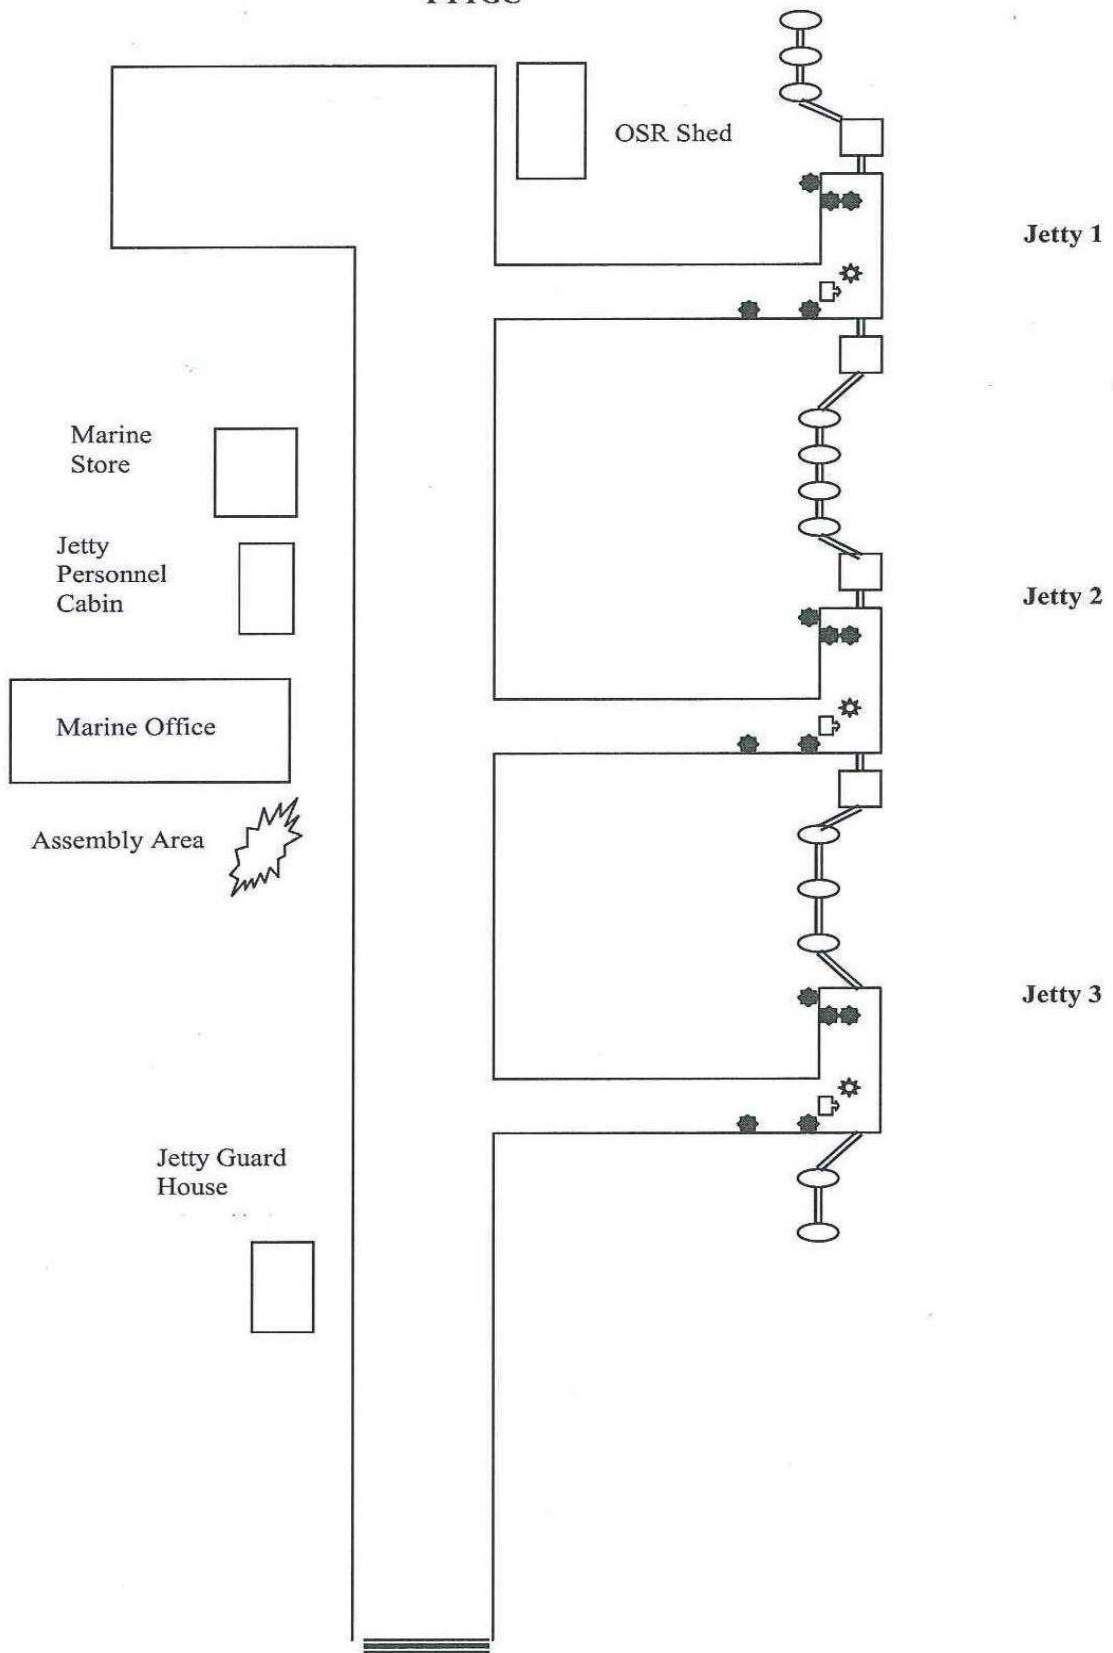 OSR Shed
Jetty 1
Marine
Store
Jetty
Personnel
Cabin
Jetty 2
Marine Office
Assembly Area
Jetty 3
Jetty Guard
House